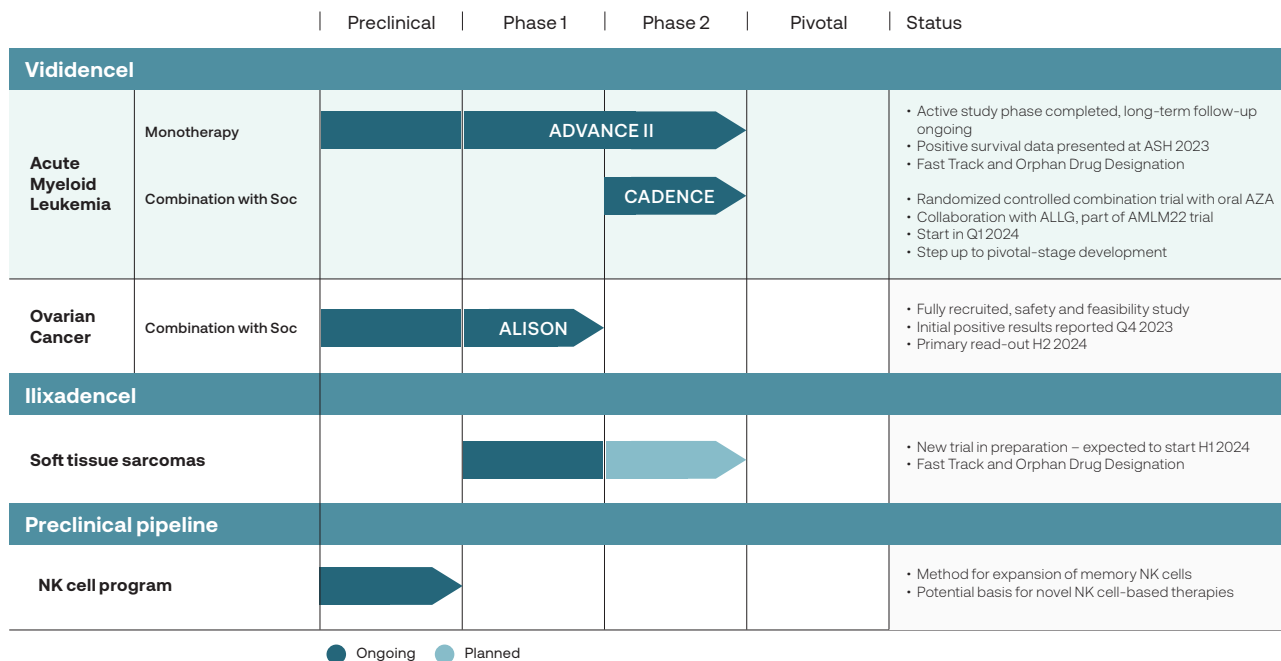 Preclinical
Phase 1
Phase 2
Pivotal
Status
Vididencel
Acute
Myeloid
Leukemia
Monotherapy
ADVANCE II
• Active study phase completed, long-term follow-up
ongoing
• Positive survival data presented at ASH 2023
• Fast Track and Orphan Drug Designation
Combination with Soc
CADENCE
• Randomized controlled combination trial with oral AZA
• Collaboration with ALLG, part of AMLM22 trial
• Start in Q1 2024
• Step up to pivotal-stage development
Ovarian
Cancer
Combination with Soc
ALISON
• Fully recruited, safety and feasibility study
• Initial positive results reported Q4 2023
• Primary read-out H2 2024
Ilixadencel
Soft tissue sarcomas
• New trial in preparation – expected to start H1 2024
• Fast Track and Orphan Drug Designation
Preclinical pipeline
NK cell program
• Method for expansion of memory NK cells
• Potential basis for novel NK cell-based therapies
Ongoing
Planned